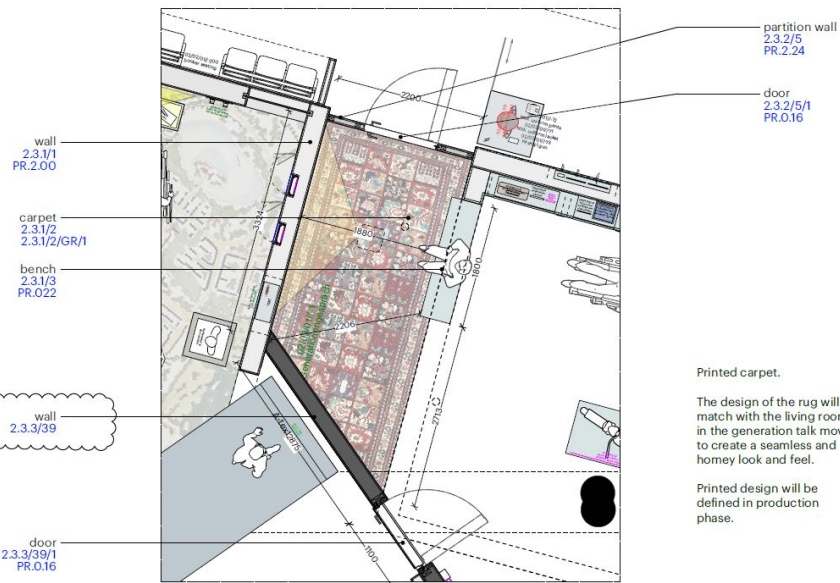 partition wall
2.3.2/5
PR.2.24
door
2.3.2/5/1
PR.0.16
wall
2.3.1/1
PR.2.00
carpet
2.3.1/2
2.3.1/2/GR/1
bench
2.3.1/3
PR.022
wall
2.3.3/39
door
2.3.3/39/1
PR.0.16
2200
3324
1880
1800
2206
2713
2875
1100
Printed carpet.
The design of the rug will
match with the living roo
in the generation talk mo
to create a seamless and
homey look and feel.
Printed design will be
defined in production
phase.